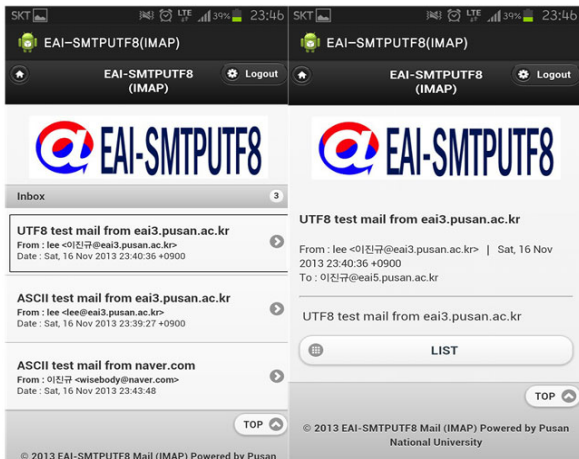 SKT 39% 23:46
EAI-SMTPUTF8(IMAP)
EAI-SMTPUTF8
(IMAP)
Logout
@ EAI-SMTPUTF8
Inbox 3
UTF8 test mail from eai3.pusan.ac.kr
From : lee <이진규@eai3.pusan.ac.kr>
Date : Sat, 16 Nov 2013 23:40:36 +0900
ASCII test mail from eai3.pusan.ac.kr
From : lee <lee@eai3.pusan.ac.kr>
Date : Sat, 16 Nov 2013 23:39:27 +0900
ASCII test mail from naver.com
From : 이진규 <wisebody@naver.com>
Date : Sat, 16 Nov 2013 23:43:48
TOP
© 2013 EAI-SMTPUTF8 Mail (IMAP) Powered by Pusan
SKT LTE 39% 23:46
EAI-SMTPUTF8(IMAP)
EAI-SMTPUTF8
(IMAP)
Logout
@ EAI-SMTPUTF8
UTF8 test mail from eai3.pusan.ac.kr
From : lee <이진규@eai3.pusan.ac.kr> | Sat, 16 Nov
2013 23:40:36 +0900
To : 이진규@eai5.pusan.ac.kr
UTF8 test mail from eai3.pusan.ac.kr
LIST
TOP
© 2013 EAI-SMTPUTF8 Mail (IMAP) Powered by Pusan
National University